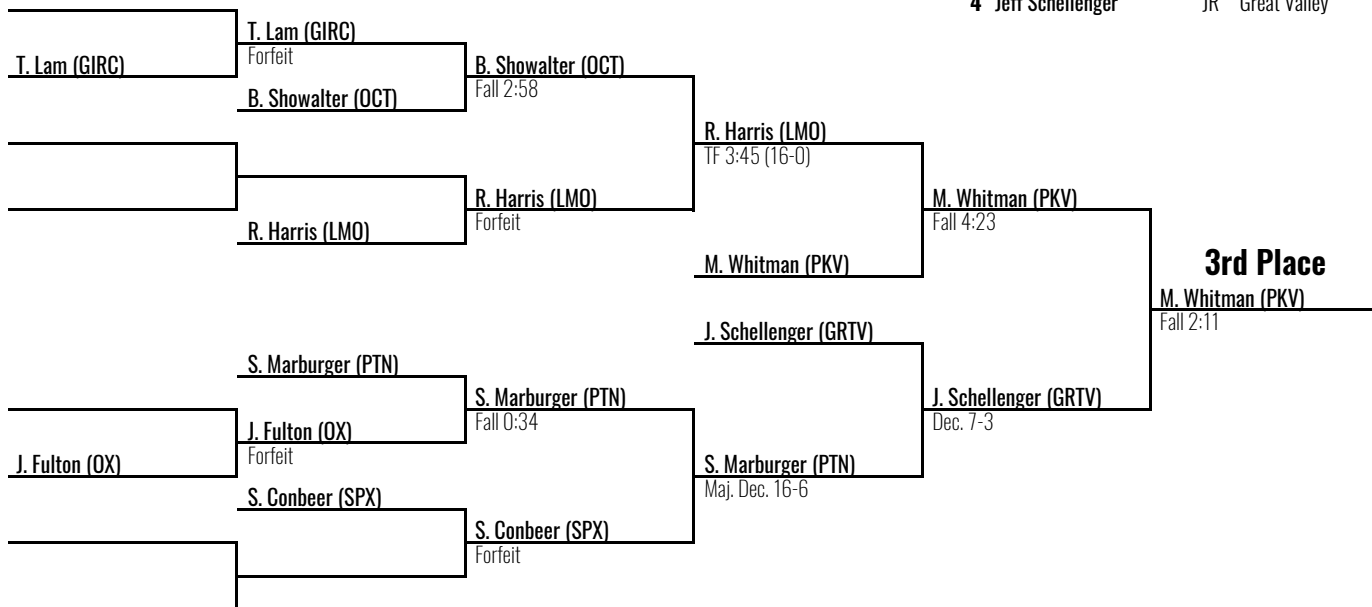 4 Jeff Schellenger JR Great Valley
T. Lam (GIRC)
Forfeit
T. Lam (GIRC)
B. Showalter (OCT)
Fall 2:58
B. Showalter (OCT)
R. Harris (LMO)
TF 3:45 (16-0)
R. Harris (LMO)
Forfeit
M. Whitman (PKV)
Fall 4:23
R. Harris (LMO)
M. Whitman (PKV)
3rd Place
M. Whitman (PKV)
Fall 2:11
J. Schellenger (GRTV)
S. Marburger (PTN)
S. Marburger (PTN)
Fall 0:34
J. Schellenger (GRTV)
Dec. 7-3
J. Fulton (OX)
Forfeit
J. Fulton (OX)
S. Marburger (PTN)
Maj. Dec. 16-6
S. Conbeer (SPX)
S. Conbeer (SPX)
Forfeit